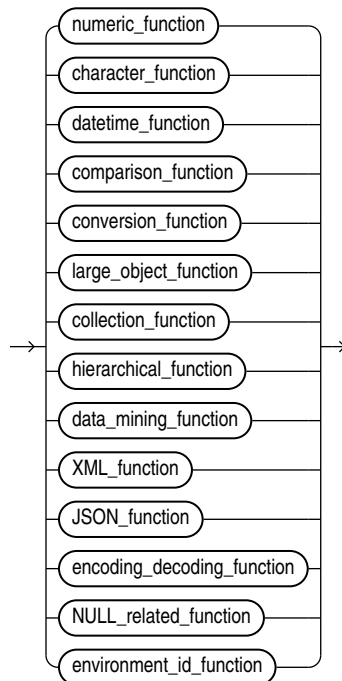 numeric_function
character_function
datetime_function
comparison_function
conversion_function
large_object_function
collection_function
hierarchical_function
data_mining_function
XML_function
JSON_function
encoding_decoding_function
NULL_related_function
environment_id_function